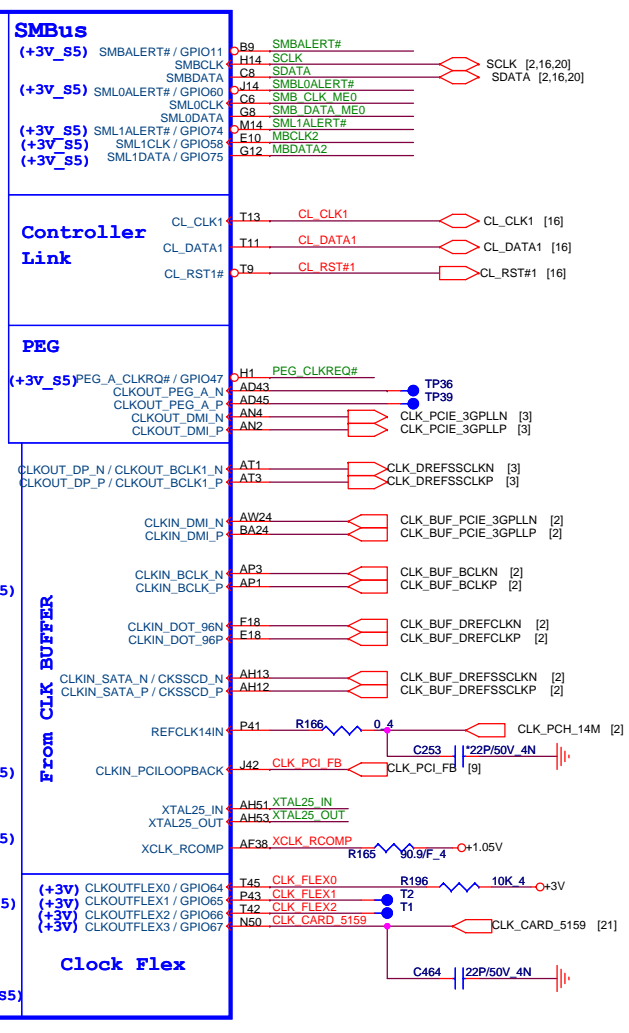 SMBus
(+3V_S5) SMBALERT# / GPIO11 B9 SMBALERT#
SMBCLK H14 SCLK SCLK [2,16,20]
SMBDATA C8 SDATA SDATA [2,16,20]
(+3V_S5) SML0ALERT# / GPIO60 J14 SMBL0ALERT#
SML0CLK C6 SMB_CLK_ME0
SML0DATA G8 SMB_DATA_ME0
(+3V_S5) SML1ALERT# / GPIO74 M14 SML1ALERT#
(+3V_S5) SML1CLK / GPIO58 E10 MBCLK2
(+3V_S5) SML1DATA / GPIO75 G12 MBDATA2
Controller
Link
CL_CLK1 T13 CL_CLK1 CL_CLK1 [16]
CL_DATA1 T11 CL_DATA1 CL_DATA1 [16]
CL_RST1# T9 CL_RST#1 CL_RST#1 [16]
PEG
(+3V_S5) PEG_A_CLKRQ# / GPIO47 H1 PEG_CLKREQ#
CLKOUT_PEG_A_N AD43 TP36
CLKOUT_PEG_A_P AD45 TP39
CLKOUT_DMI_N AN4 CLK_PCIE_3GPLLN [3]
CLKOUT_DMI_P AN2 CLK_PCIE_3GPLLP [3]
CLKOUT_DP_N / CLKOUT_BCLK1_N AT1 CLK_DREFSSCLKN [3]
CLKOUT_DP_P / CLKOUT_BCLK1_P AT3 CLK_DREFSSCLKP [3]
From CLK BUFFER
CLKIN_DMI_N AW24 CLK_BUF_PCIE_3GPLLN [2]
CLKIN_DMI_P BA24 CLK_BUF_PCIE_3GPLLP [2]
CLKIN_BCLK_N AP3 CLK_BUF_BCLKN [2]
CLKIN_BCLK_P AP1 CLK_BUF_BCLKP [2]
5)
CLKIN_DOT_96N F18 CLK_BUF_DREFCLKN [2]
CLKIN_DOT_96P E18 CLK_BUF_DREFCLKP [2]
5)
CLKIN_SATA_N / CKSSCD_N AH13 CLK_BUF_DREFSSCLKN [2]
CLKIN_SATA_P / CKSSCD_P AH12 CLK_BUF_DREFSSCLKP [2]
REFCLK14IN P41 R166 0_4 CLK_PCH_14M [2]
C253 *22P/50V_4N
5)
CLKIN_PCILOOPBACK J42 CLK_PCI_FB CLK_PCI_FB [9]
XTAL25_IN AH51 XTAL25_IN
XTAL25_OUT AH53 XTAL25_OUT
5)
XCLK_RCOMP AF38 XCLK_RCOMP R165 90.9/F_4 +1.05V
(+3V) CLKOUTFLEX0 / GPIO64 T45 CLK_FLEX0 R196 10K_4 +3V
(+3V) CLKOUTFLEX1 / GPIO65 P43 CLK_FLEX1 T2
5)
(+3V) CLKOUTFLEX2 / GPIO66 T42 CLK_FLEX2 T1
(+3V) CLKOUTFLEX3 / GPIO67 N50 CLK_CARD_5159 CLK_CARD_5159 [21]
Clock Flex
C464 22P/50V_4N
S5)